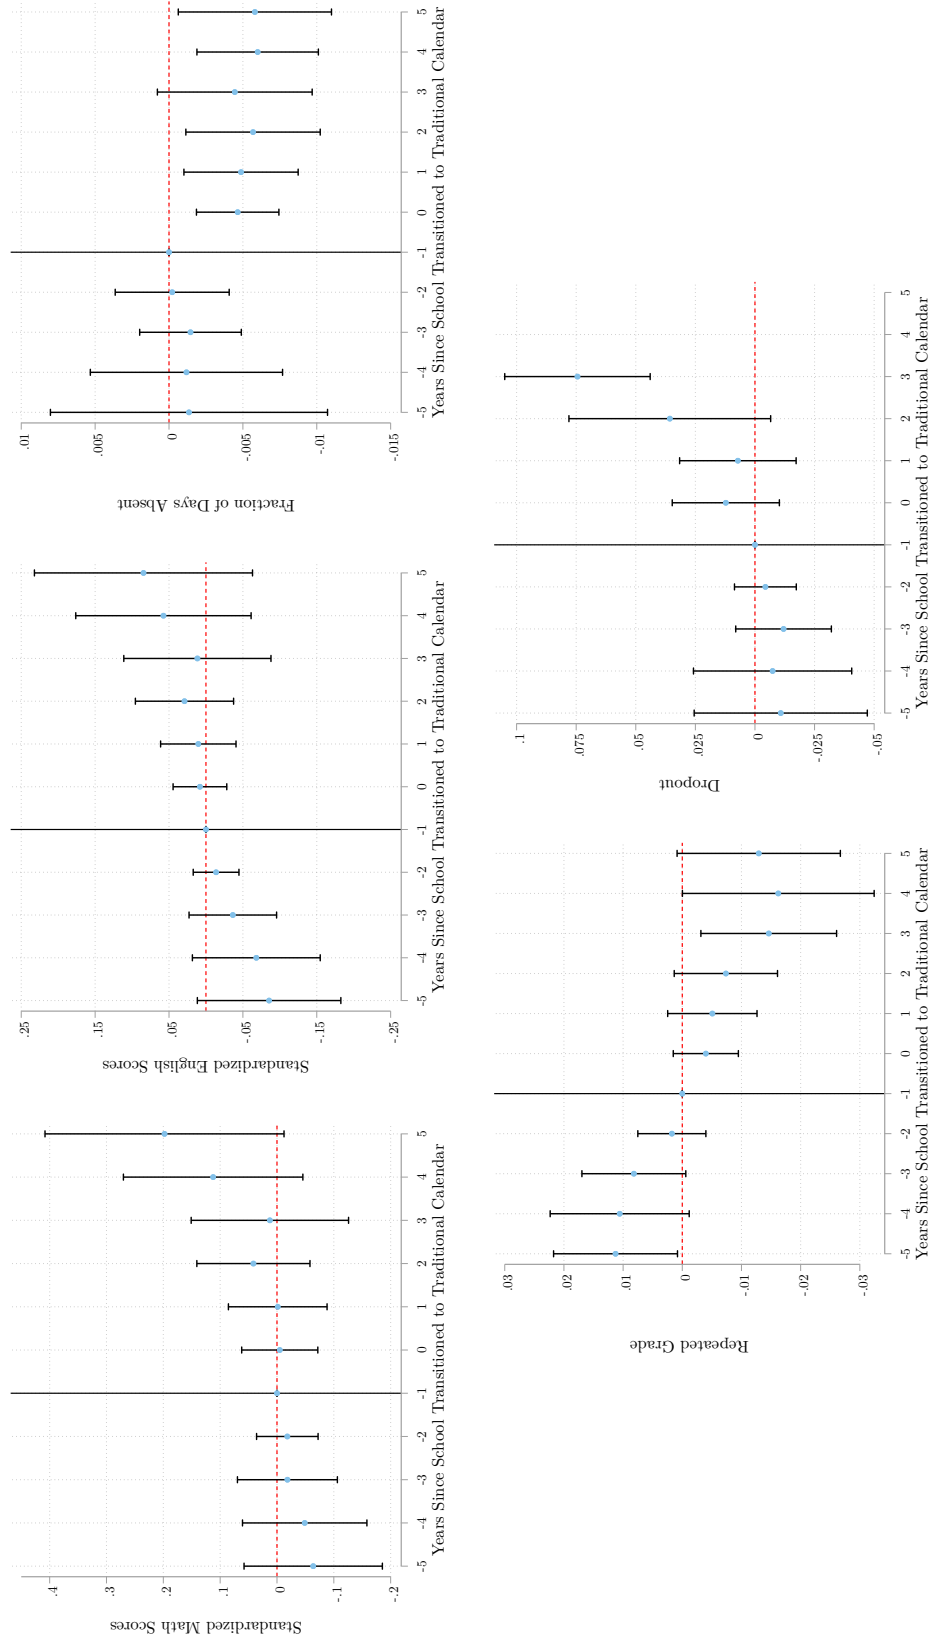 Standardized Math Scores
.4
.3
.2
.1
0
-.1
-.2
-5 -4 -3 -2 -1 0 1 2 3 4 5
Years Since School Transitioned to Traditional Calendar
Standardized English Scores
.25
.15
.05
-.05
-.15
-.25
-5 -4 -3 -2 -1 0 1 2 3 4 5
Years Since School Transitioned to Traditional Calendar
Fraction of Days Absent
.01
.005
0
-.005
-.01
-.015
-5 -4 -3 -2 -1 0 1 2 3 4 5
Years Since School Transitioned to Traditional Calendar
Repeated Grade
.03
.02
.01
0
-.01
-.02
-.03
-5 -4 -3 -2 -1 0 1 2 3 4 5
Years Since School Transitioned to Traditional Calendar
Dropout
.1
.075
.05
.025
0
-.025
-.05
-5 -4 -3 -2 -1 0 1 2 3 4 5
Years Since School Transitioned to Traditional Calendar